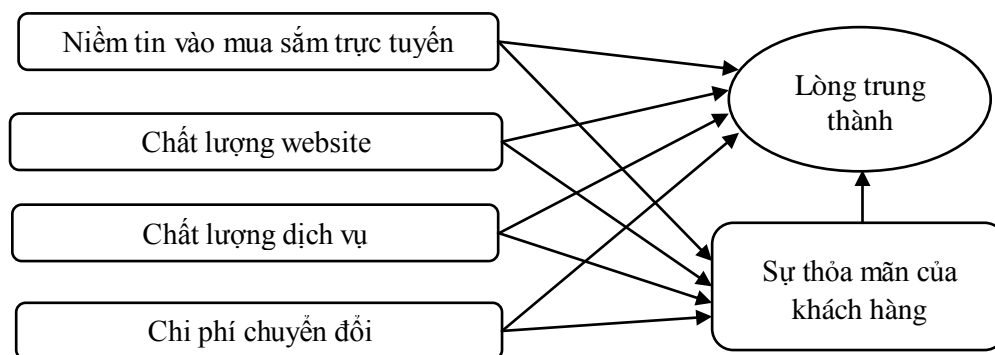 Niềm tin vào mua sắm trực tuyến
Chất lượng website
Chất lượng dịch vụ
Chi phí chuyển đổi
Lòng trung
thành
Sự thỏa mãn của
khách hàng